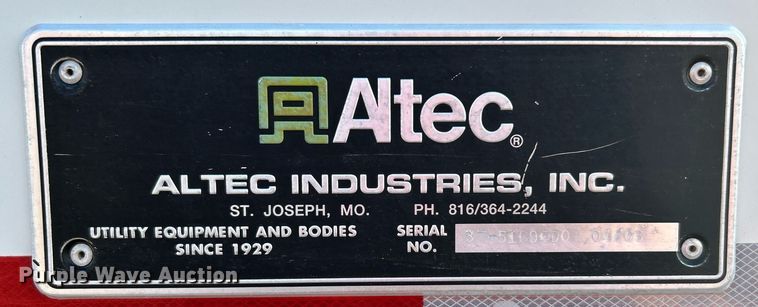 Altec®
ALTEC INDUSTRIES, INC.
ST. JOSEPH, MO. PH. 816/364-2244
UTILITY EQUIPMENT AND BODIES
SINCE 1929
SERIAL
NO.
Purple Wave Auction